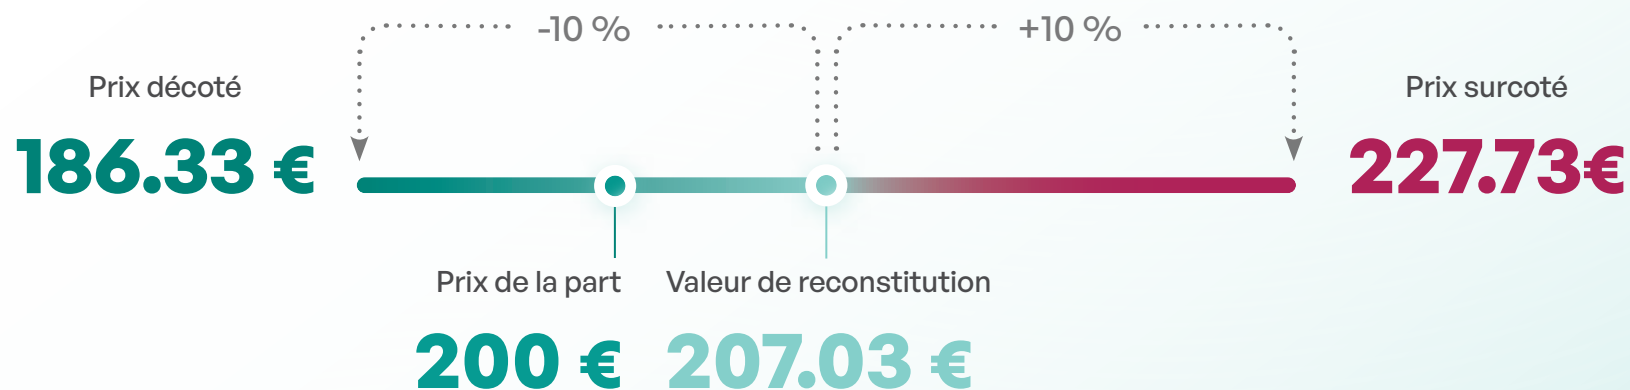 -10 %
+10 %
Prix décoté
Prix surcoté
186.33 €
227.73€
Prix de la part
Valeur de reconstitution
200 €
207.03 €